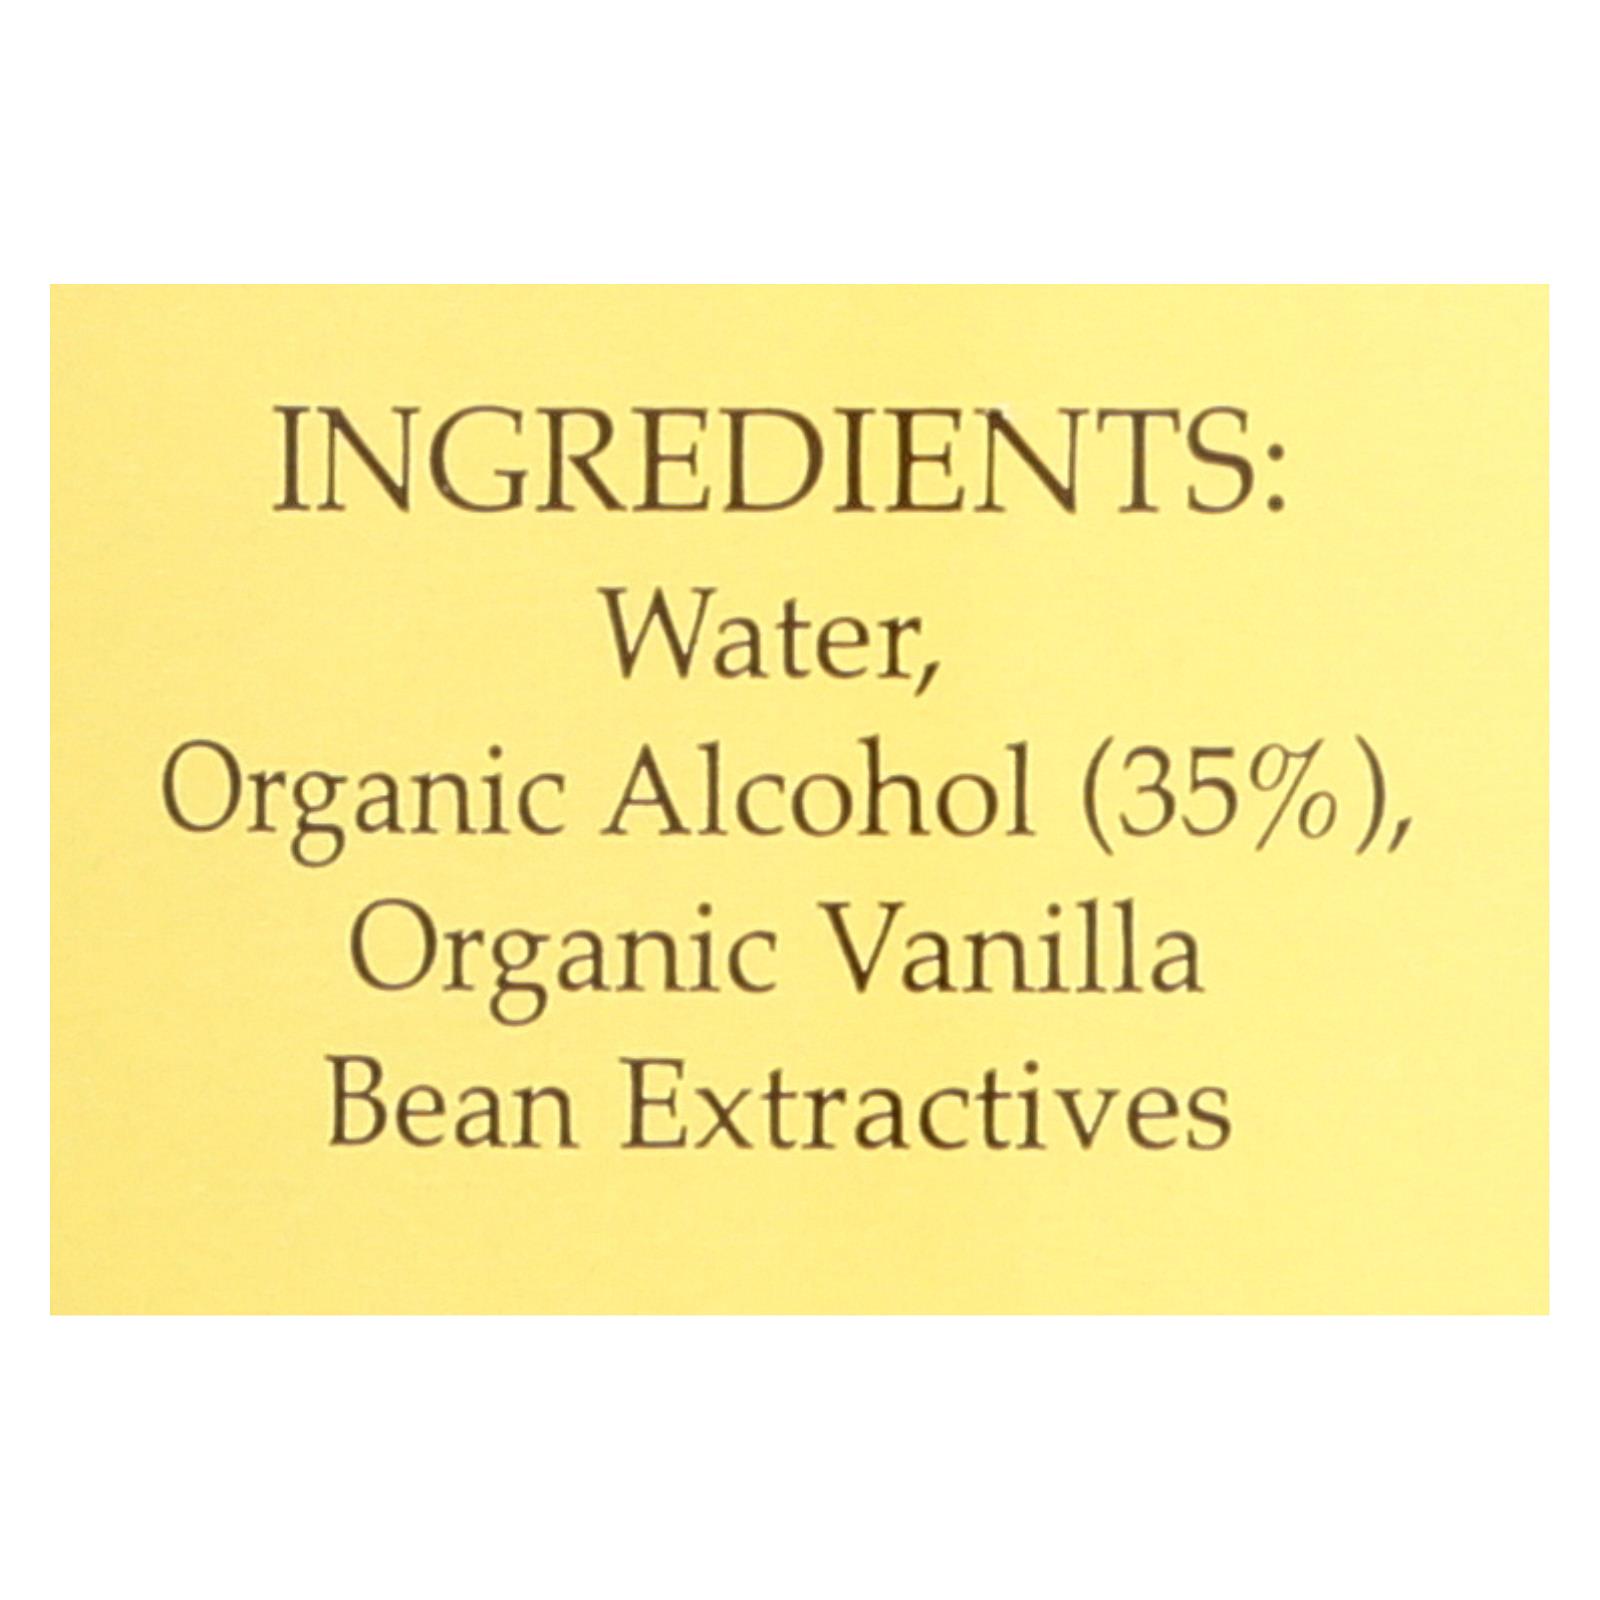 INGREDIENTS:
Water,
Organic Alcohol (35%),
Organic Vanilla
Bean Extractives